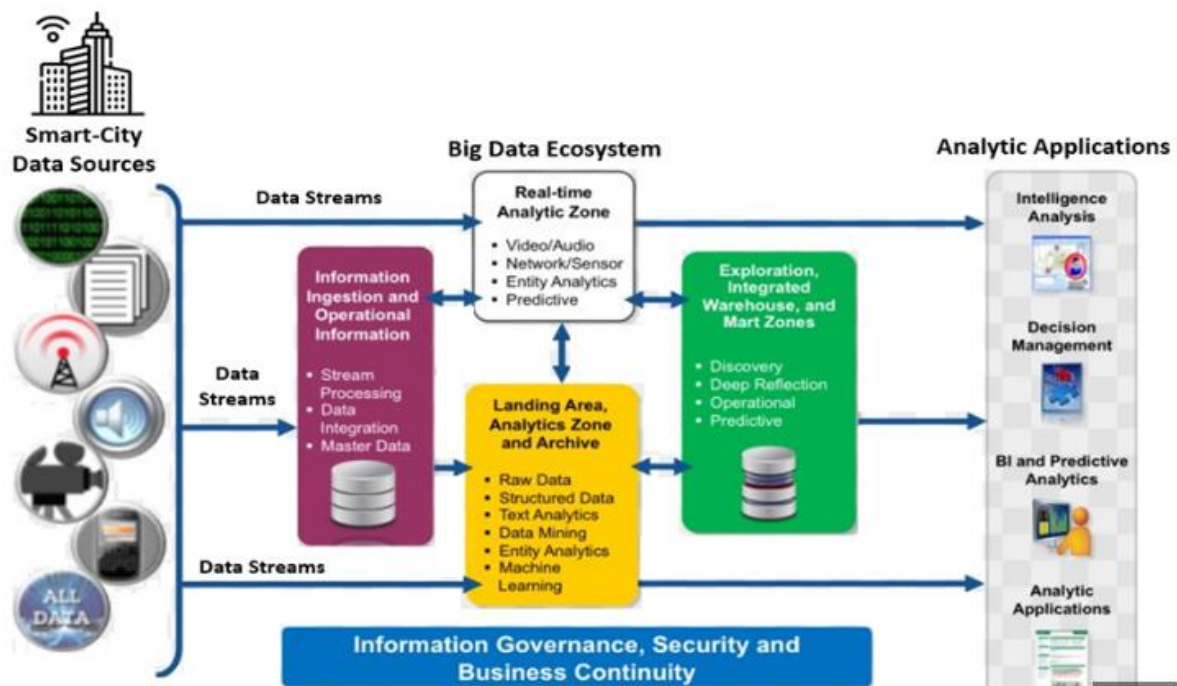 Smart-City
Data Sources
ALL
DATA
Big Data Ecosystem
Data Streams
Data
Streams
Data Streams
Information
Ingestion and
Operational
Information
▪ Stream
Processing
▪ Data
Integration
▪ Master Data
Real-time
Analytic Zone
▪ Video/Audio
▪ Network/Sensor
▪ Entity Analytics
▪ Predictive
Landing Area,
Analytics Zone
and Archive
▪ Raw Data
▪ Structured Data
▪ Text Analytics
▪ Data Mining
▪ Entity Analytics
▪ Machine
Learning
Exploration,
Integrated
Warehouse,
and Mart Zones
▪ Discovery
▪ Deep Reflection
▪ Operational
▪ Predictive
Information Governance, Security and
Business Continuity
Analytic Applications
Intelligence
Analysis
Decision
Management
BI and Predictive
Analytics
Analytic
Applications